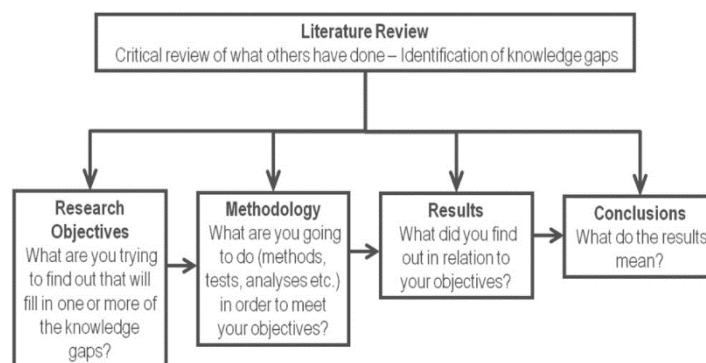 Literature Review
Critical review of what others have done – Identification of knowledge gaps
Research
Objectives
What are you trying
to find out that will
fill in one or more of
the knowledge
gaps?
Methodology
What are you going
to do (methods,
tests, analyses etc.)
in order to meet
your objectives?
Results
What did you find
out in relation to
your objectives?
Conclusions
What do the results
mean?